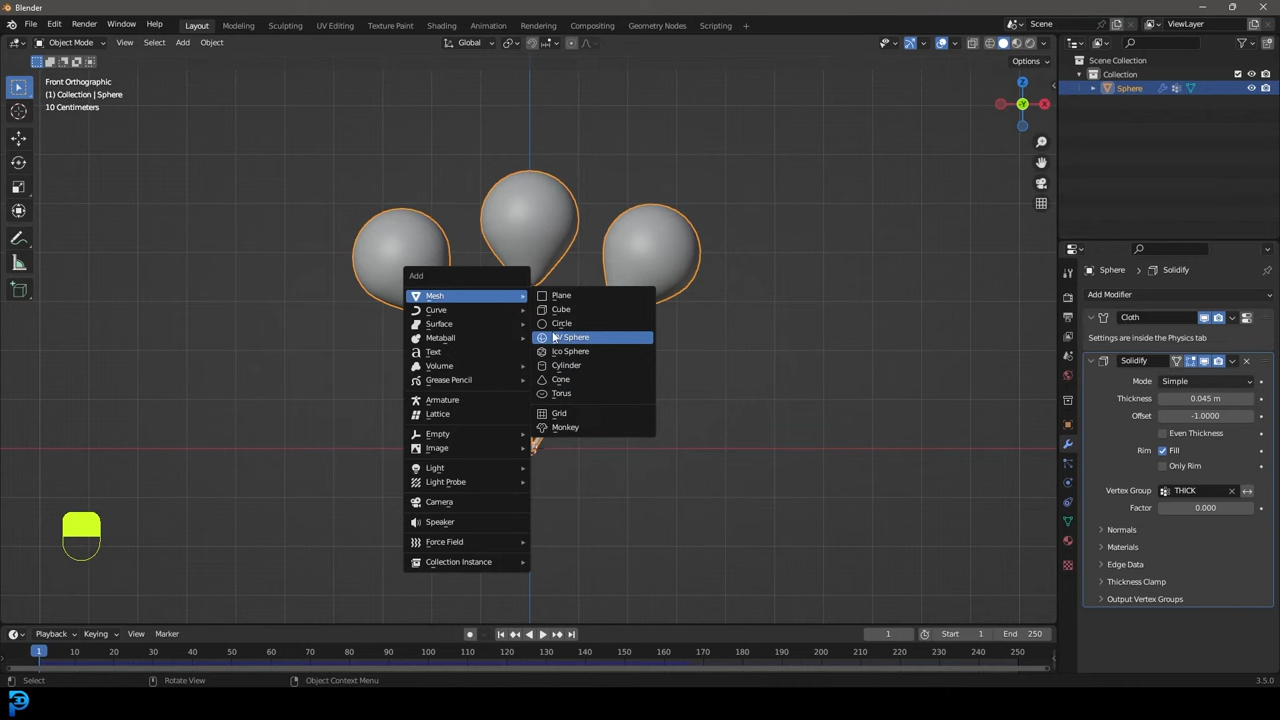 Blender
File Edit Render Window Help Layout Modeling Sculpting UV Editing Texture Paint Shading Animation Rendering Compositing Geometry Nodes Scripting Scene ViewLayer
Object Mode View Select Add Object Global
Options
Front Orthographic
(1) Collection | Sphere
10 Centimeters
Z
Y
X
Add
Mesh
Curve
Surface
Metaball
Text
Volume
Grease Pencil
Armature
Lattice
Empty
Image
Light
Light Probe
Camera
Speaker
Force Field
Collection Instance
Plane
Cube
Circle
UV Sphere
Ico Sphere
Cylinder
Cone
Torus
Grid
Monkey
Scene Collection
Collection
Sphere
Sphere Solidify
Add Modifier
Cloth
Settings are inside the Physics tab
Solidify
Mode Simple
Thickness 0.045 m
Offset -1.0000
Even Thickness
Rim Fill
Only Rim
Vertex Group THICK
Factor 0.000
Normals
Materials
Edge Data
Thickness Clamp
Output Vertex Groups
Playback Keying View Marker 1 Start 1 End 250
1 10 20 30 40 50 60 70 80 90 100 110 120 130 140 150 160 170 180 190 200 210 220 230 240 250
Select Rotate View Object Context Menu 3.5.0